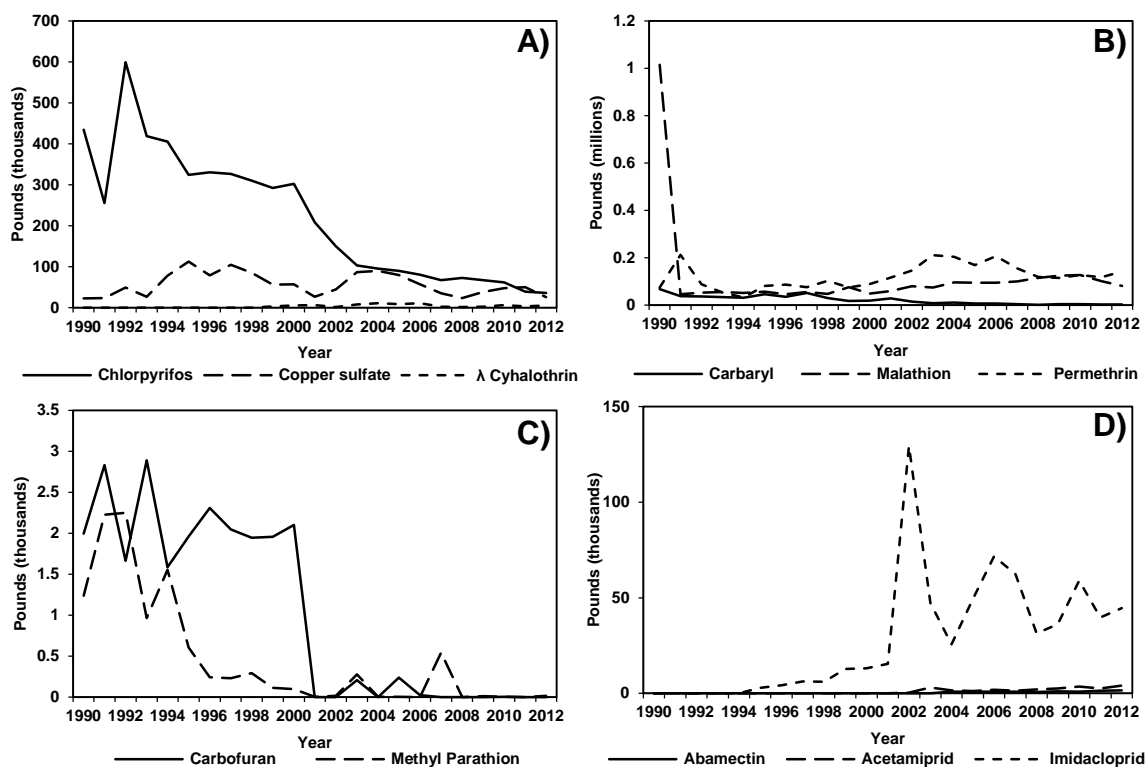 A)
700
600
500
400
300
200
100
0
Pounds (thousands)
1990 1992 1994 1996 1998 2000 2002 2004 2006 2008 2010 2012
Year
Chlorpyrifos Copper sulfate λ Cyhalothrin
B)
1.2
1
0.8
0.6
0.4
0.2
0
Pounds (millions)
1990 1992 1994 1996 1998 2000 2002 2004 2006 2008 2010 2012
Year
Carbaryl Malathion Permethrin
C)
3.5
3
2.5
2
1.5
1
0.5
0
Pounds (thousands)
1990 1992 1994 1996 1998 2000 2002 2004 2006 2008 2010 2012
Year
Carbofuran Methyl Parathion
D)
150
100
50
0
Pounds (thousands)
1990 1992 1994 1996 1998 2000 2002 2004 2006 2008 2010 2012
Year
Abamectin Acetamiprid Imidacloprid